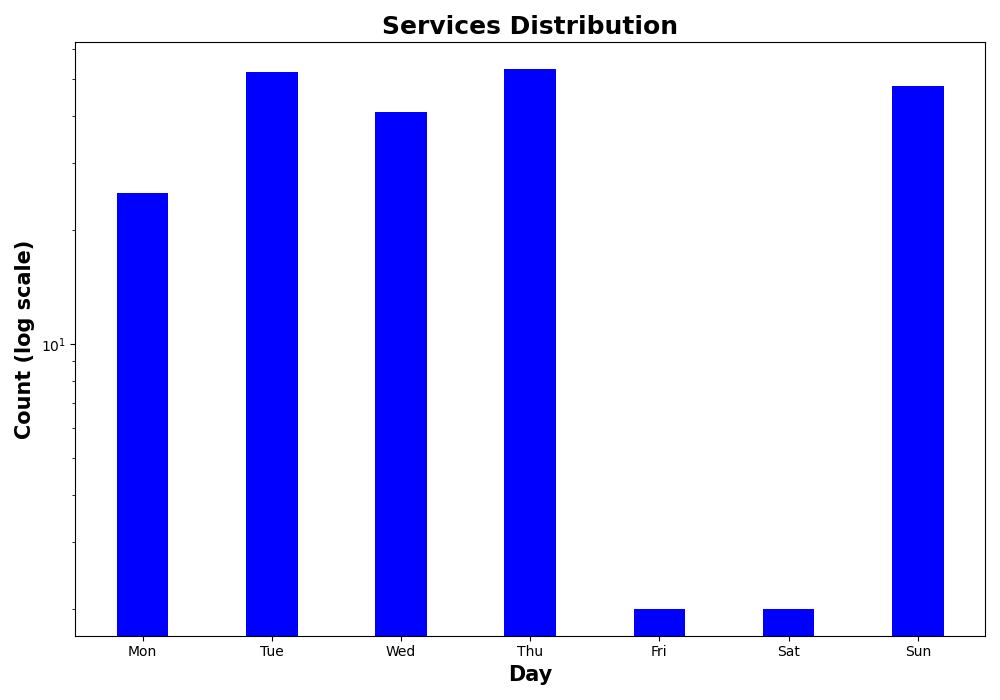 Services Distribution
Count (log scale)
10¹
Mon Tue Wed Thu Fri Sat Sun
Day